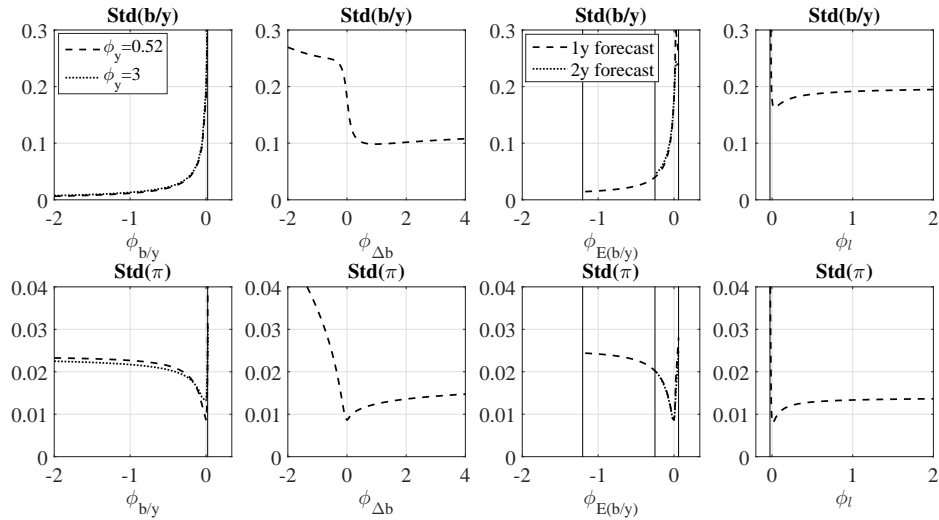 Std(b/y) Std(b/y) Std(b/y) Std(b/y)
0.3 0.3 0.3 0.3
ϕy=0.52 1y forecast
ϕy=3 2y forecast
0.2 0.2 0.2 0.2
0.1 0.1 0.1 0.1
0 0 0 0
-2 -1 0 -2 0 2 4 -2 -1 0 0 1 2
ϕb/y ϕΔb ϕE(b/y) ϕl
Std(π) Std(π) Std(π) Std(π)
0.04 0.04 0.04 0.04
0.03 0.03 0.03 0.03
0.02 0.02 0.02 0.02
0.01 0.01 0.01 0.01
0 0 0 0
-2 -1 0 -2 0 2 4 -2 -1 0 0 1 2
ϕb/y ϕΔb ϕE(b/y) ϕl